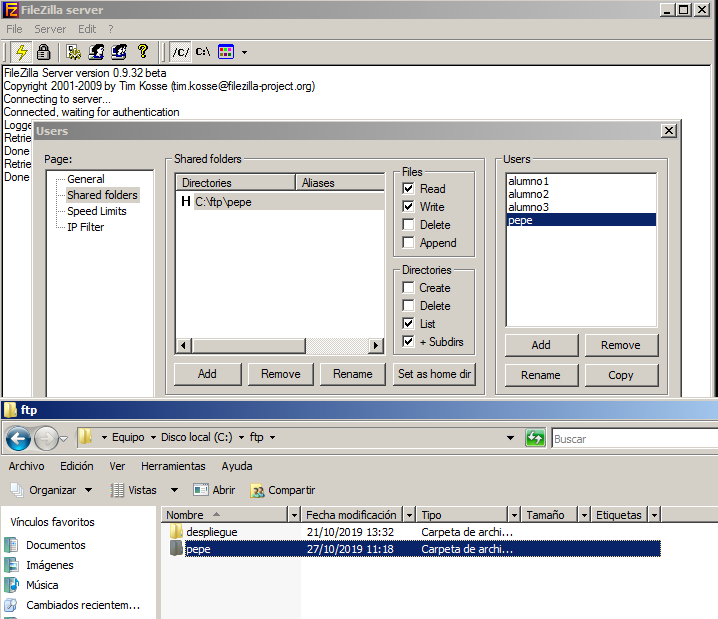 FileZilla server
File Server Edit ?
/C/ C:\
FileZilla Server version 0.9.32 beta
Copyright 2001-2009 by Tim Kosse (tim.kosse@filezilla-project.org)
Connecting to server...
Connected, waiting for authentication
Logge
Retrie
Done
Retrie
Done
Users
Page:
General
Shared folders
Speed Limits
IP Filter
Shared folders
Directories Aliases
H C:\ftp\pepe
Add Remove Rename Set as home dir
Files
Read
Write
Delete
Append
Directories
Create
Delete
List
+ Subdirs
Users
alumno1
alumno2
alumno3
pepe
Add Remove
Rename Copy
ftp
Equipo Disco local (C:) ftp
Buscar
Archivo Edición Ver Herramientas Ayuda
Organizar Vistas Abrir Compartir
Vínculos favoritos
Documentos
Imágenes
Música
Cambiados recientem...
Nombre Fecha modificación Tipo Tamaño Etiquetas
despliegue 21/10/2019 13:32 Carpeta de archi...
pepe 27/10/2019 11:18 Carpeta de archi...